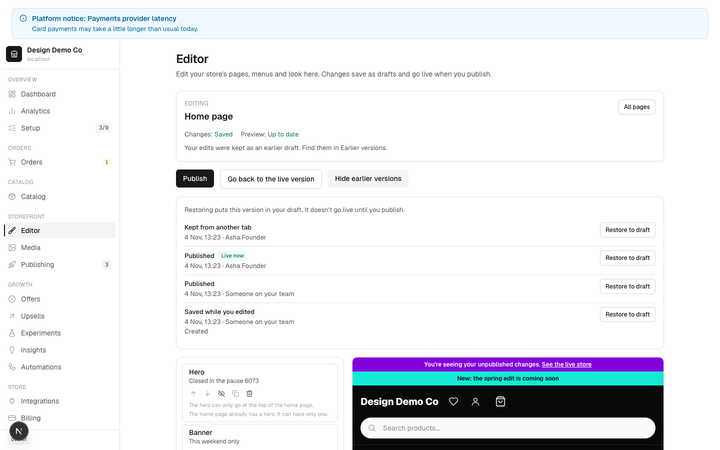 Platform notice: Payments provider latency
Card payments may take a little longer than usual today.
Design Demo Co
localhost
OVERVIEW
Dashboard
Analytics
Setup 3/9
ORDERS
Orders 1
CATALOG
Catalog
STOREFRONT
Editor
Media
Publishing 3
GROWTH
Offers
Upsells
Experiments
Insights
Automations
STORE
Integrations
Billing
N
Editor
Edit your store's pages, menus and look here. Changes save as drafts and go live when you publish.
EDITING
Home page
All pages
Changes: Saved Preview: Up to date
Your edits were kept as an earlier draft. Find them in Earlier versions.
Publish
Go back to the live version
Hide earlier versions
Restoring puts this version in your draft. It doesn't go live until you publish.
Kept from another tab
4 Nov, 13:23 · Asha Founder
Restore to draft
Published Live now
4 Nov, 13:23 · Asha Founder
Restore to draft
Published
4 Nov, 13:23 · Someone on your team
Restore to draft
Saved while you edited
4 Nov, 13:23 · Someone on your team
Created
Restore to draft
Hero
Closed in the pause 6073
The hero can only go at the top of the home page.
The home page already has a hero. It can have only one.
Banner
This weekend only
You're seeing your unpublished changes. See the live store
New: the spring edit is coming soon
Design Demo Co
Search products...